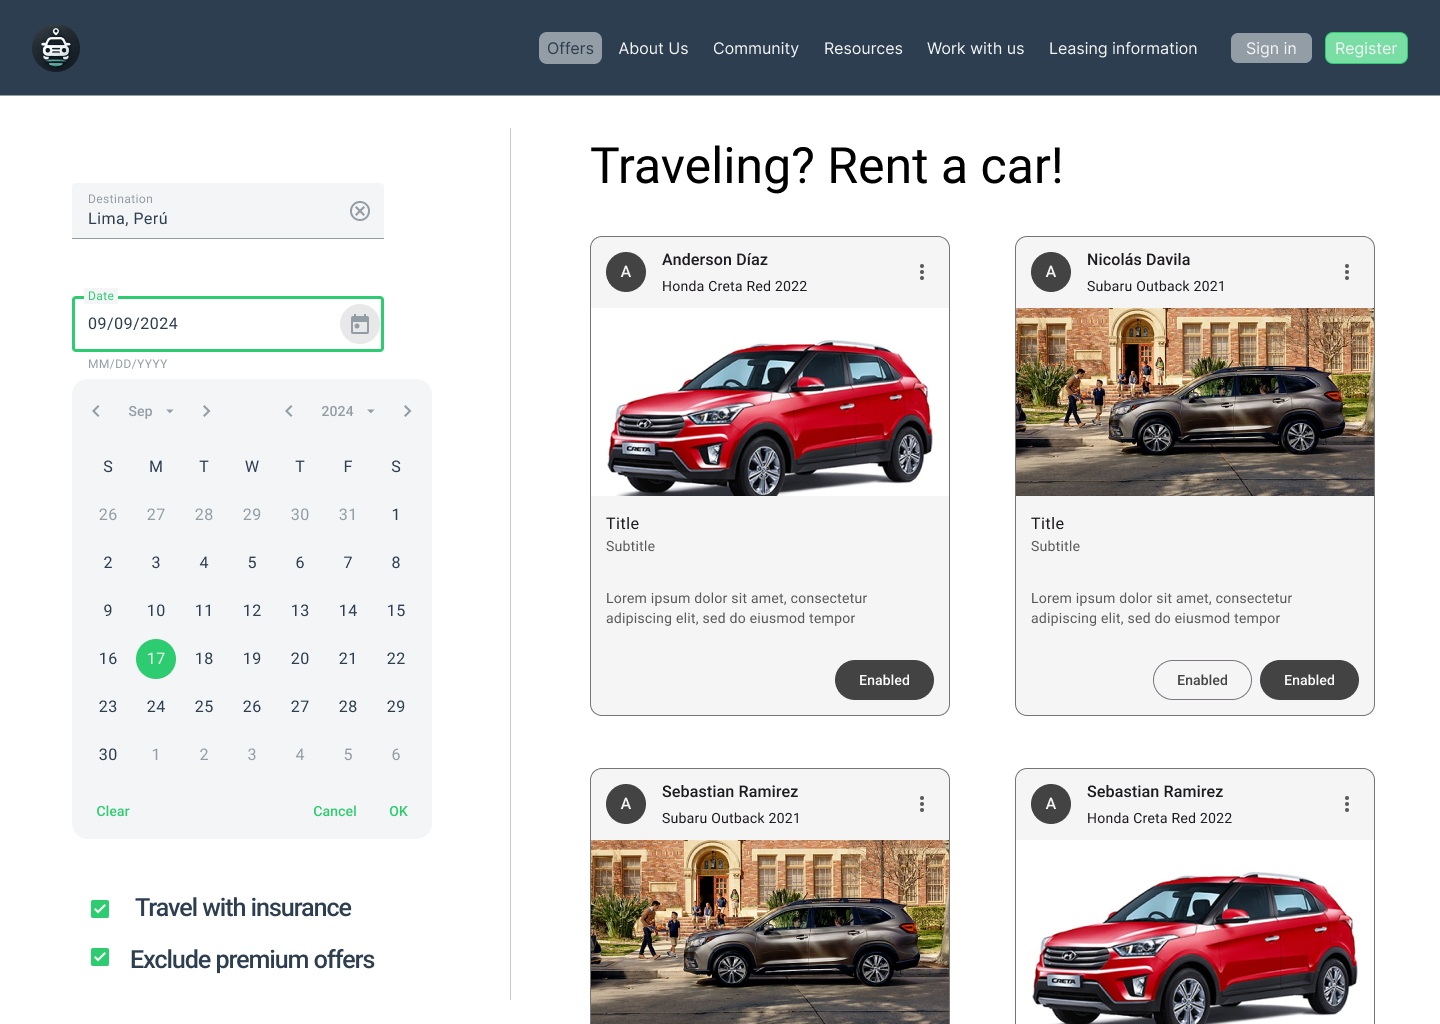 Offers About Us Community Resources Work with us Leasing information Sign in Register
Destination
Lima, Perú
Date
09/09/2024
MM/DD/YYYY
Sep 2024
S M T W T F S
26 27 28 29 30 31 1
2 3 4 5 6 7 8
9 10 11 12 13 14 15
16 17 18 19 20 21 22
23 24 25 26 27 28 29
30 1 2 3 4 5 6
Clear Cancel OK
Travel with insurance
Exclude premium offers
Traveling? Rent a car!
A
Anderson Díaz
Honda Creta Red 2022
CRETA
Title
Subtitle
Lorem ipsum dolor sit amet, consectetur
adipiscing elit, sed do eiusmod tempor
Enabled
A
Nicolás Davila
Subaru Outback 2021
Title
Subtitle
Lorem ipsum dolor sit amet, consectetur
adipiscing elit, sed do eiusmod tempor
Enabled Enabled
A
Sebastian Ramirez
Subaru Outback 2021
A
Sebastian Ramirez
Honda Creta Red 2022
CRETA